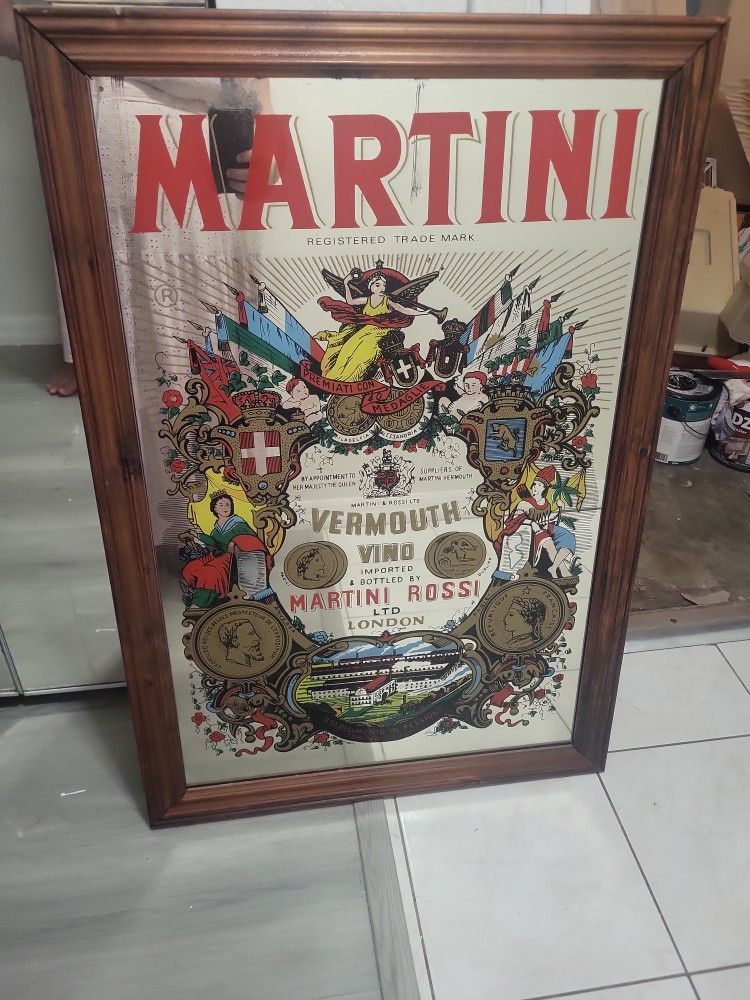 MARTINI
REGISTERED TRADE MARK
®
PREMIATI CON
MEDAGLIE
BY APPOINTMENT TO
HER MAJESTY THE QUEEN
SUPPLIERS OF
MARTINI VERMOUTH
MARTINI & ROSSI LTD
VERMOUTH
VINO
IMPORTED
& BOTTLED BY
MARTINI ROSSI
LTD
LONDON